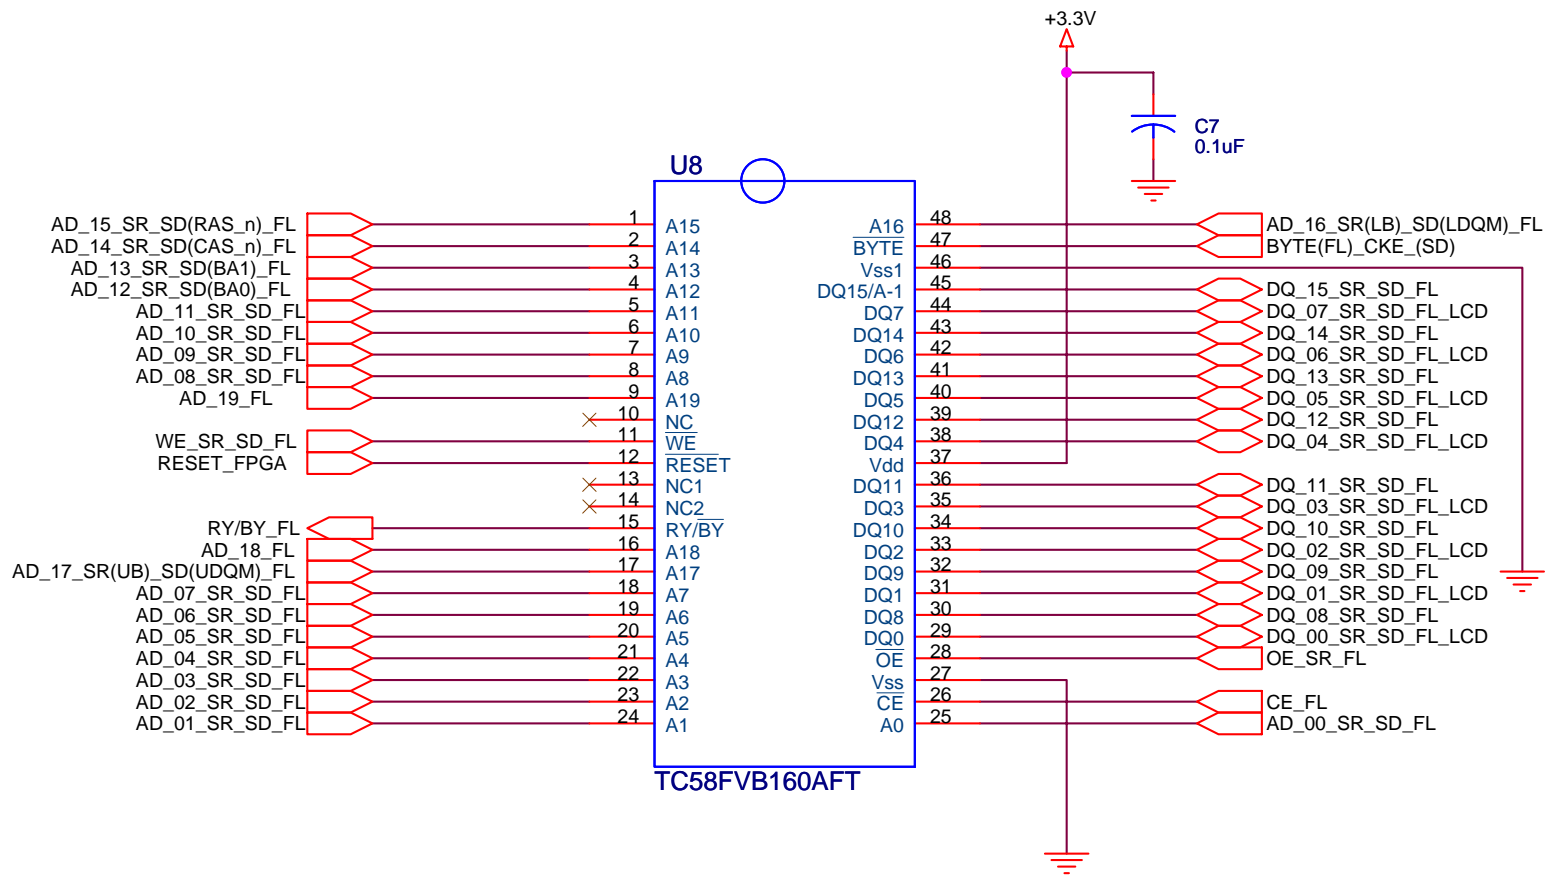 +3.3V
C7
0.1uF
U8
AD_15_SR_SD(RAS_n)_FL 1 A15
AD_14_SR_SD(CAS_n)_FL 2 A14
AD_13_SR_SD(BA1)_FL 3 A13
AD_12_SR_SD(BA0)_FL 4 A12
AD_11_SR_SD_FL 5 A11
AD_10_SR_SD_FL 6 A10
AD_09_SR_SD_FL 7 A9
AD_08_SR_SD_FL 8 A8
AD_19_FL 9 A19
10 NC
WE_SR_SD_FL 11 WE
RESET_FPGA 12 RESET
13 NC1
14 NC2
RY/BY_FL 15 RY/BY
AD_18_FL 16 A18
AD_17_SR(UB)_SD(UDQM)_FL 17 A17
AD_07_SR_SD_FL 18 A7
AD_06_SR_SD_FL 19 A6
AD_05_SR_SD_FL 20 A5
AD_04_SR_SD_FL 21 A4
AD_03_SR_SD_FL 22 A3
AD_02_SR_SD_FL 23 A2
AD_01_SR_SD_FL 24 A1
A16 48 AD_16_SR(LB)_SD(LDQM)_FL
BYTE 47 BYTE(FL)_CKE_(SD)
Vss1 46
DQ15/A-1 45 DQ_15_SR_SD_FL
DQ7 44 DQ_07_SR_SD_FL_LCD
DQ14 43 DQ_14_SR_SD_FL
DQ6 42 DQ_06_SR_SD_FL_LCD
DQ13 41 DQ_13_SR_SD_FL
DQ5 40 DQ_05_SR_SD_FL_LCD
DQ12 39 DQ_12_SR_SD_FL
DQ4 38 DQ_04_SR_SD_FL_LCD
Vdd 37
DQ11 36 DQ_11_SR_SD_FL
DQ3 35 DQ_03_SR_SD_FL_LCD
DQ10 34 DQ_10_SR_SD_FL
DQ2 33 DQ_02_SR_SD_FL_LCD
DQ9 32 DQ_09_SR_SD_FL
DQ1 31 DQ_01_SR_SD_FL_LCD
DQ8 30 DQ_08_SR_SD_FL
DQ0 29 DQ_00_SR_SD_FL_LCD
OE 28 OE_SR_FL
Vss 27
CE 26 CE_FL
A0 25 AD_00_SR_SD_FL
TC58FVB160AFT